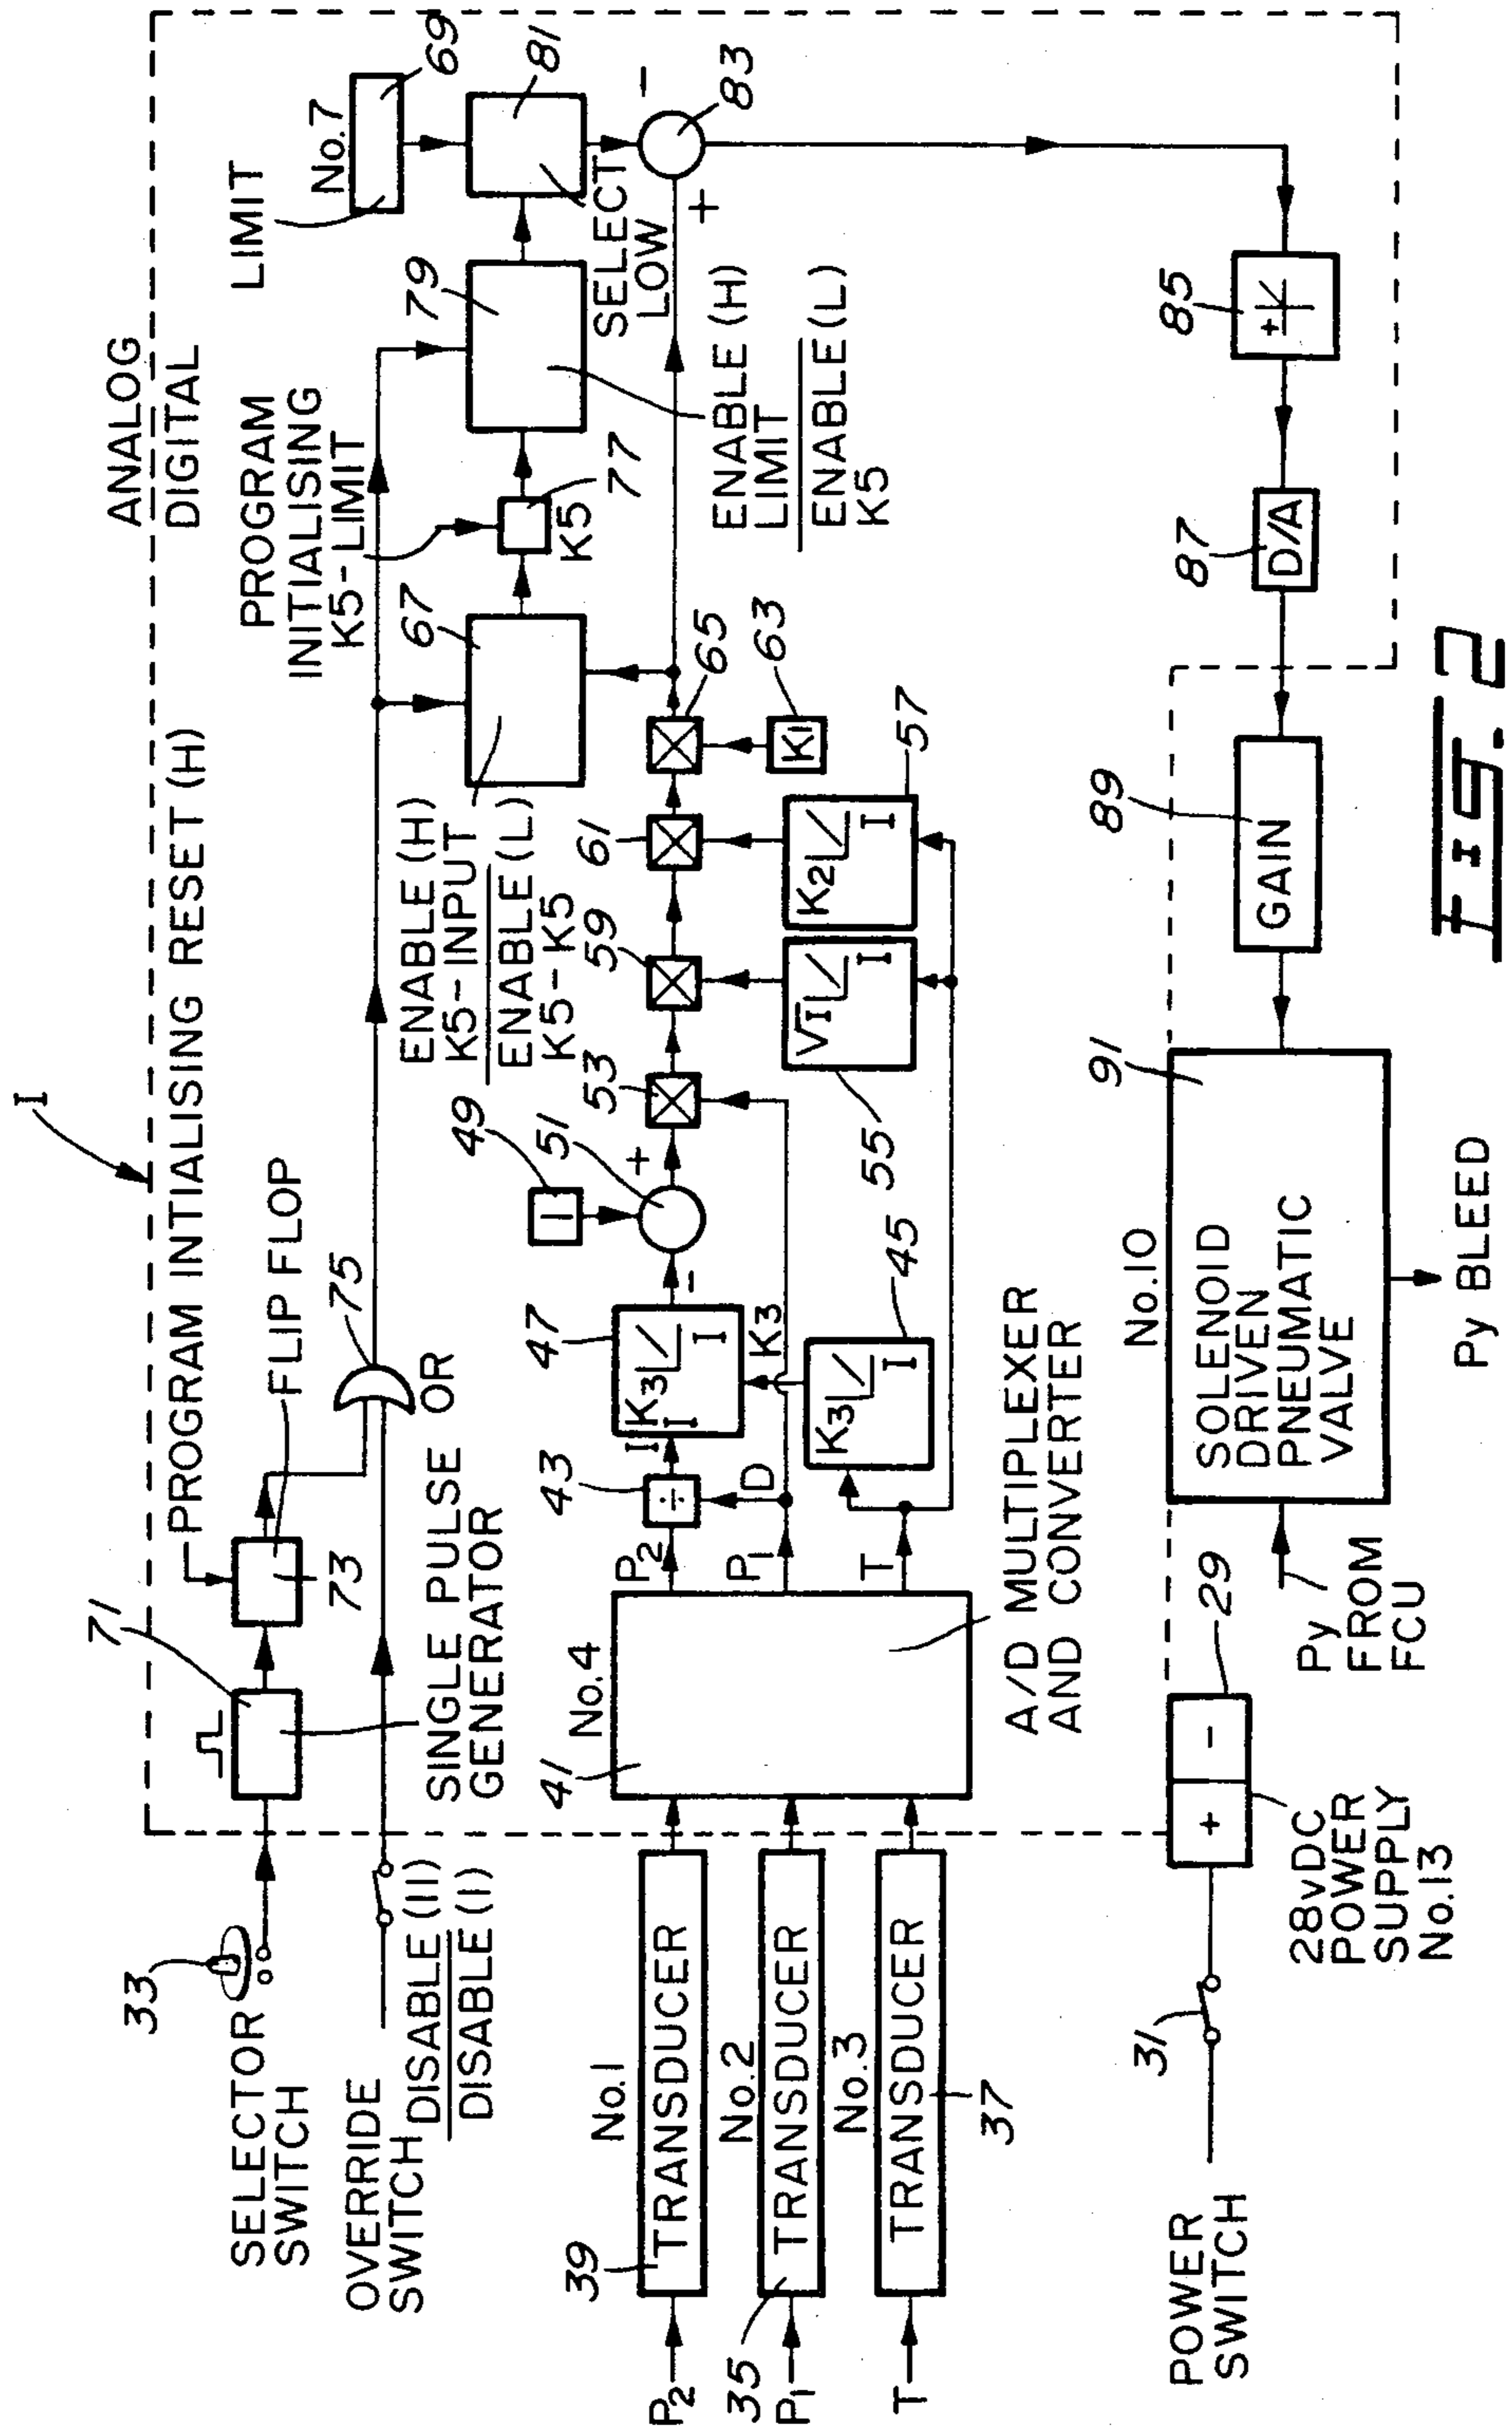 I
ANALOG
DIGITAL
PROGRAM INTIALISING RESET (H)
FLIP FLOP
71
73
33
SELECTOR
SWITCH
SINGLE PULSE
GENERATOR
75
OR
OVERRIDE
SWITCH
DISABLE (II)
DISABLE (I)
PROGRAM
INITIALISING
K5-LIMIT
LIMIT
No.7
69
67
K5
77
79
81
SELECT
LOW
ENABLE (H)
K5-INPUT
ENABLE (L)
K5-K5
ENABLE (H)
LIMIT
ENABLE (L)
K5
-
83
+
P2
39
No.1
TRANSDUCER
P1
35
No.2
TRANSDUCER
T
No.3
TRANSDUCER
37
No.4
41
A/D MULTIPLEXER
AND CONVERTER
P2
P1
T
43
÷
D
I
47
K3
I
I
K3
45
K3
I
49
1
51
-
+
53
59
61
65
55
√I
I
57
K2
I
63
K1
85
+
87
D/A
89
GAIN
No.10
91
SOLENOID
DRIVEN
PNEUMATIC
VALVE
Py BLEED
Py
FROM
FCU
POWER
SWITCH
31
+ -
29
28vDC
POWER
SUPPLY
No.13
FIG. 2